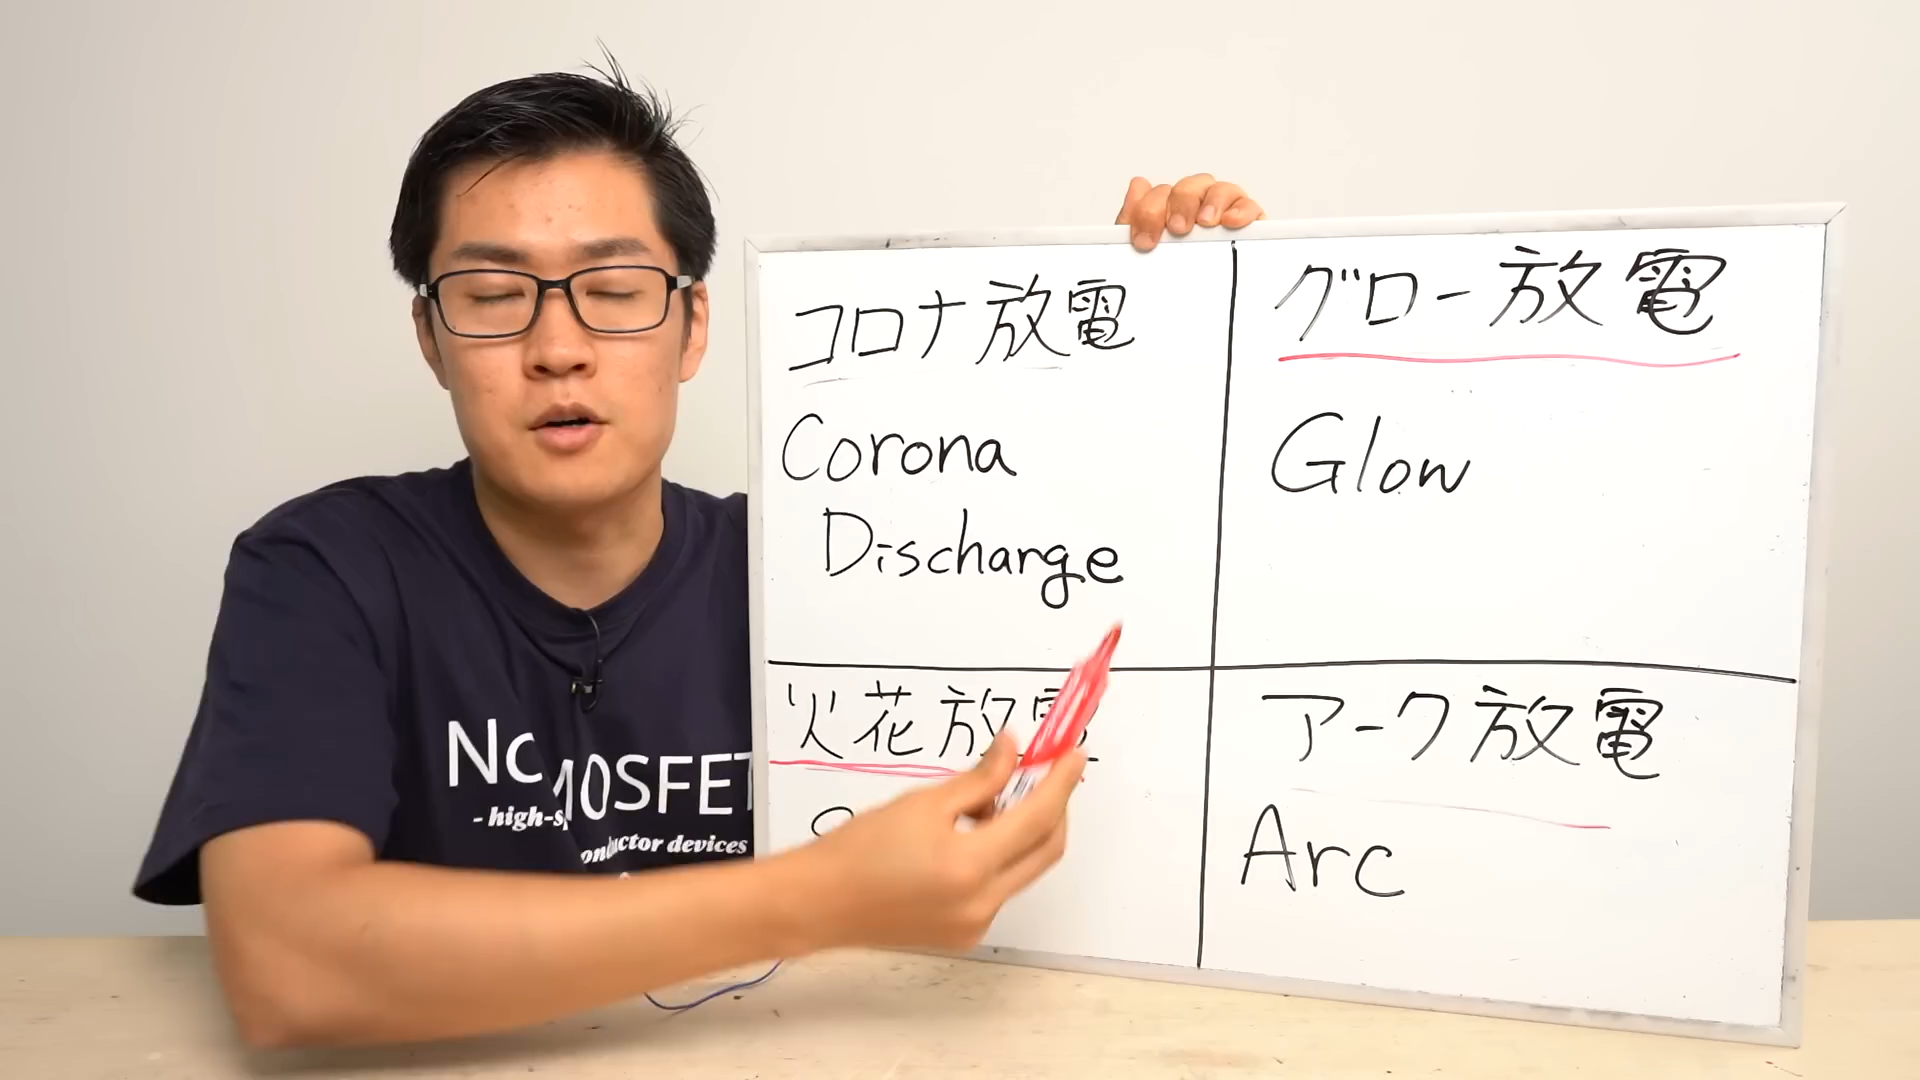 コロナ放電
Corona
Discharge
グロー放電
Glow
火花放電
アーク放電
Arc
MOSFET
- high-s
ctor devices